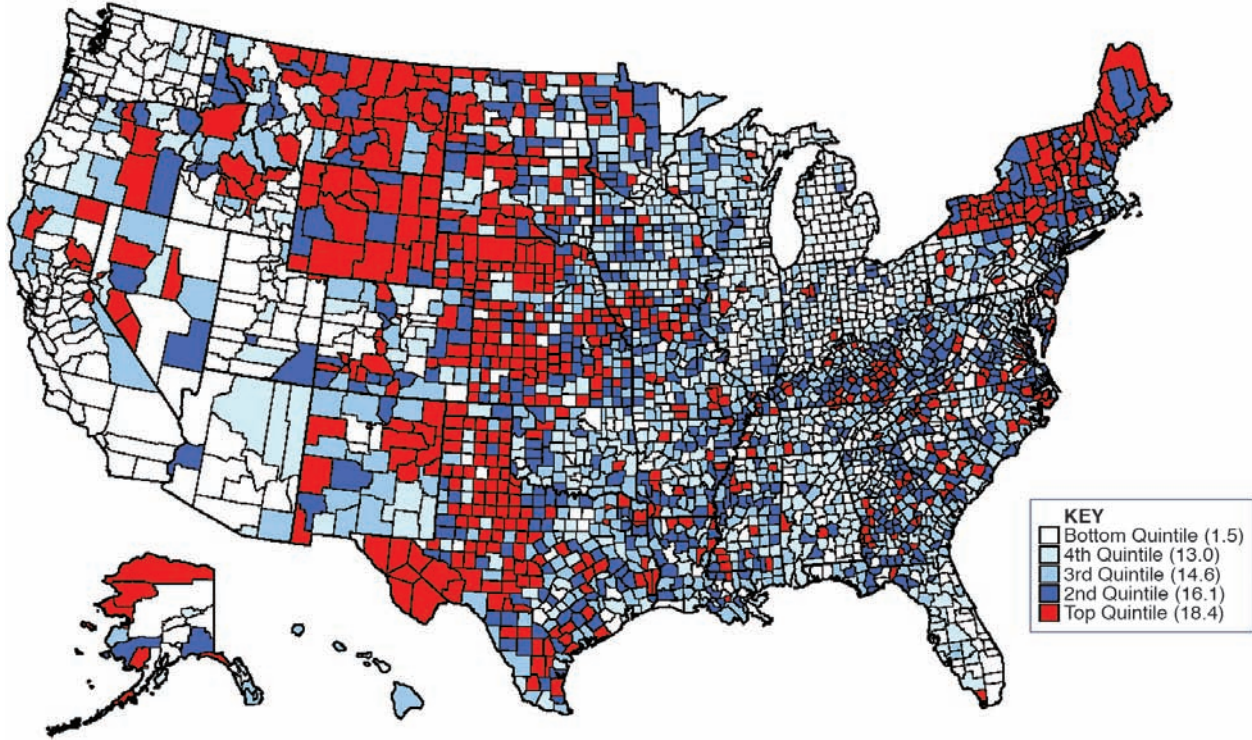 KEY
Bottom Quintile (1.5)
4th Quintile (13.0)
3rd Quintile (14.6)
2nd Quintile (16.1)
Top Quintile (18.4)